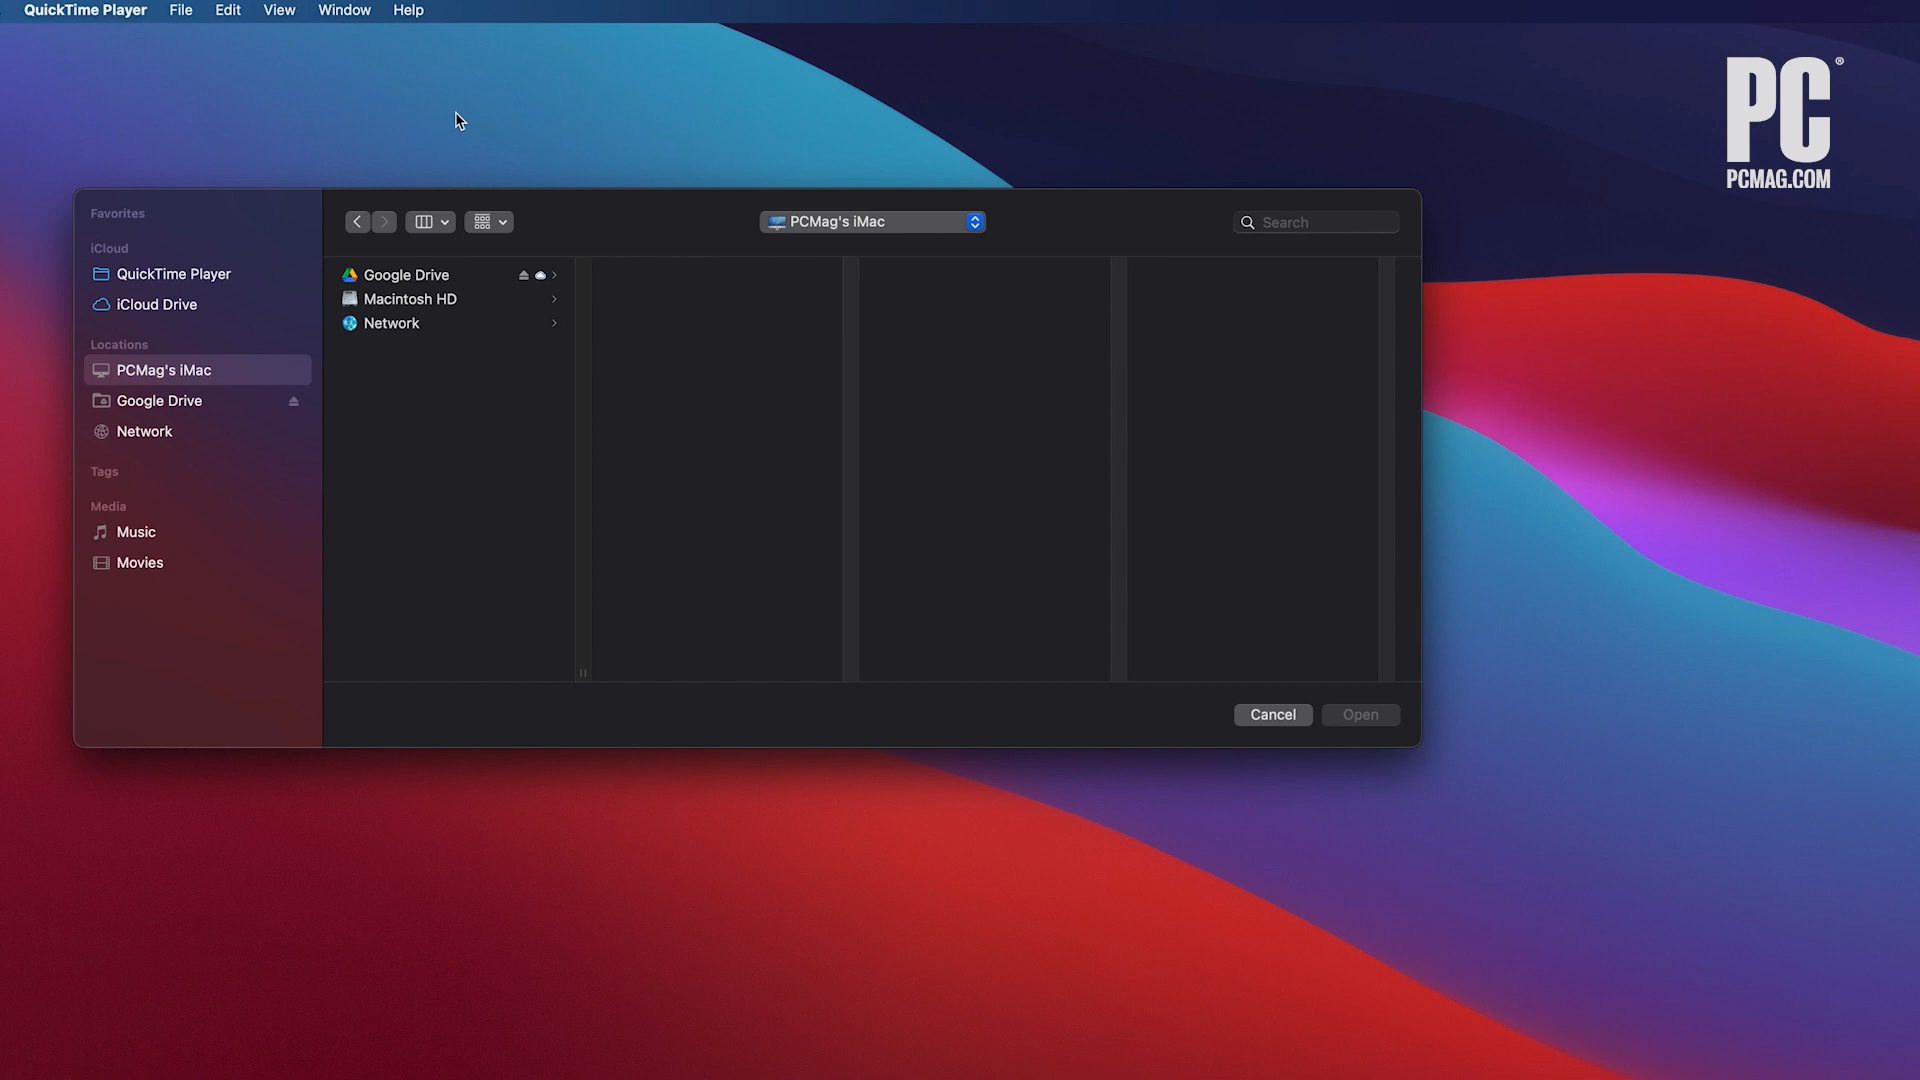 QuickTime Player File Edit View Window Help
PC®
PCMAG.COM
Favorites
iCloud
QuickTime Player
iCloud Drive
Locations
PCMag's iMac
Google Drive
Network
Tags
Media
Music
Movies
PCMag's iMac
Search
Google Drive
Macintosh HD
Network
Cancel Open